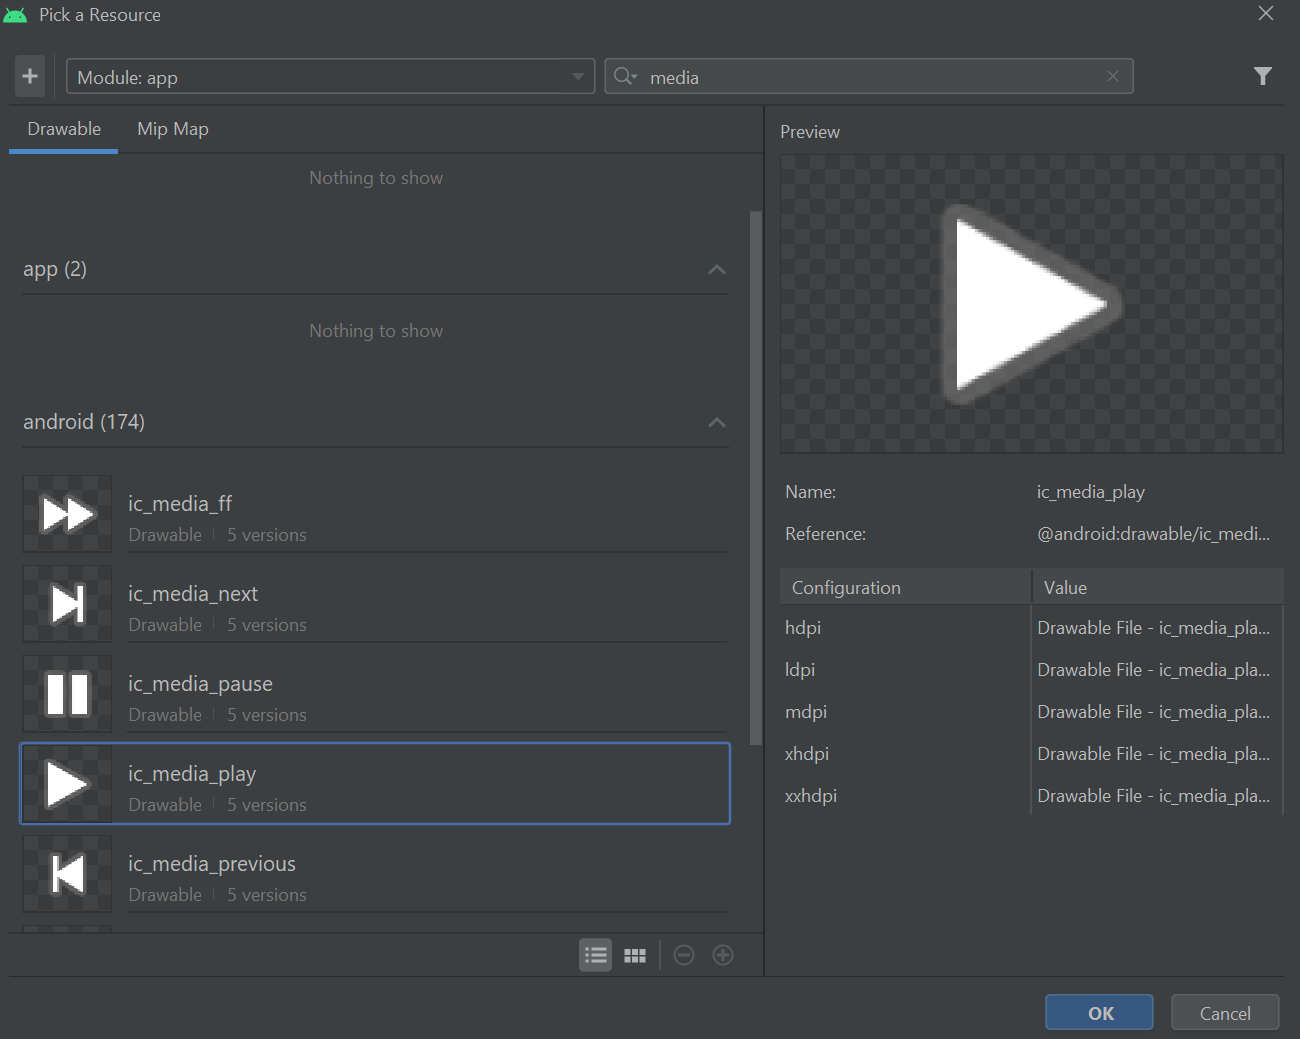 Pick a Resource
Module: app
media
Drawable
Mip Map
Nothing to show
app (2)
Nothing to show
android (174)
ic_media_ff
Drawable | 5 versions
ic_media_next
Drawable | 5 versions
ic_media_pause
Drawable | 5 versions
ic_media_play
Drawable | 5 versions
ic_media_previous
Drawable | 5 versions
Preview
Name: ic_media_play
Reference: @android:drawable/ic_medi...
Configuration Value
hdpi Drawable File - ic_media_pla...
ldpi Drawable File - ic_media_pla...
mdpi Drawable File - ic_media_pla...
xhdpi Drawable File - ic_media_pla...
xxhdpi Drawable File - ic_media_pla...
OK
Cancel